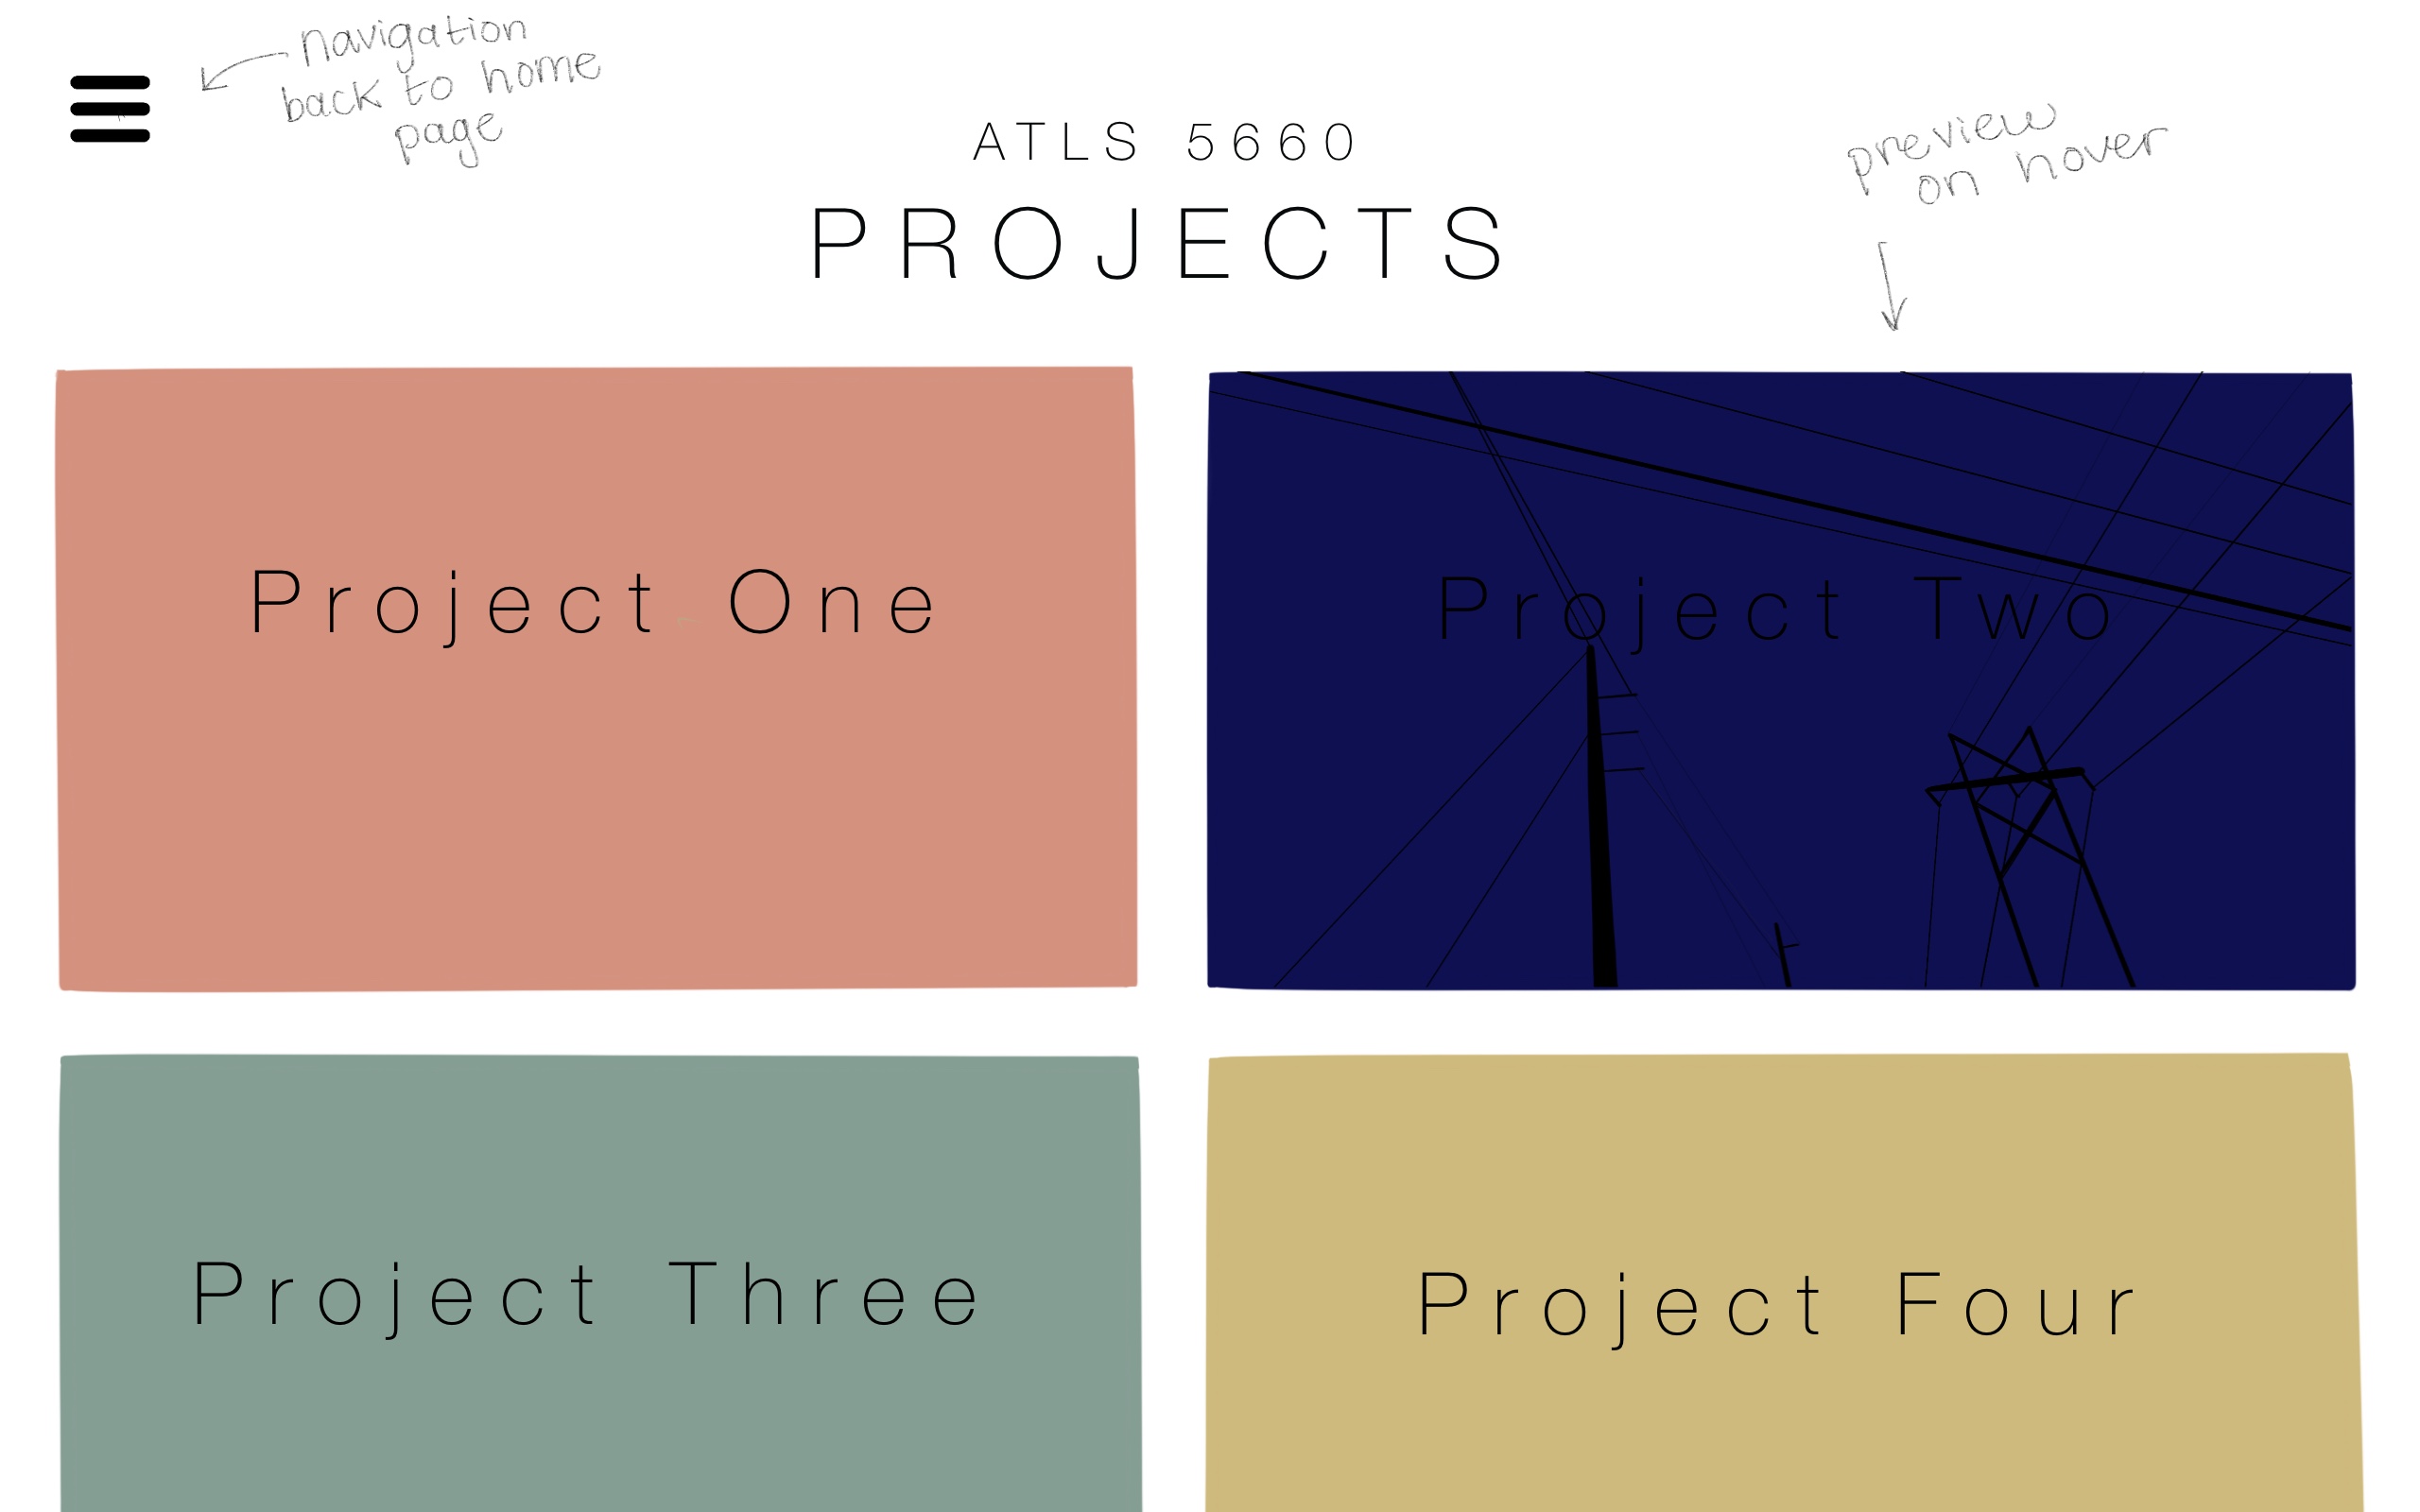 navigation
back to home
page
ATLS 5660
PROJECTS
preview
on hover
Project One
Project Two
Project Three
Project Four